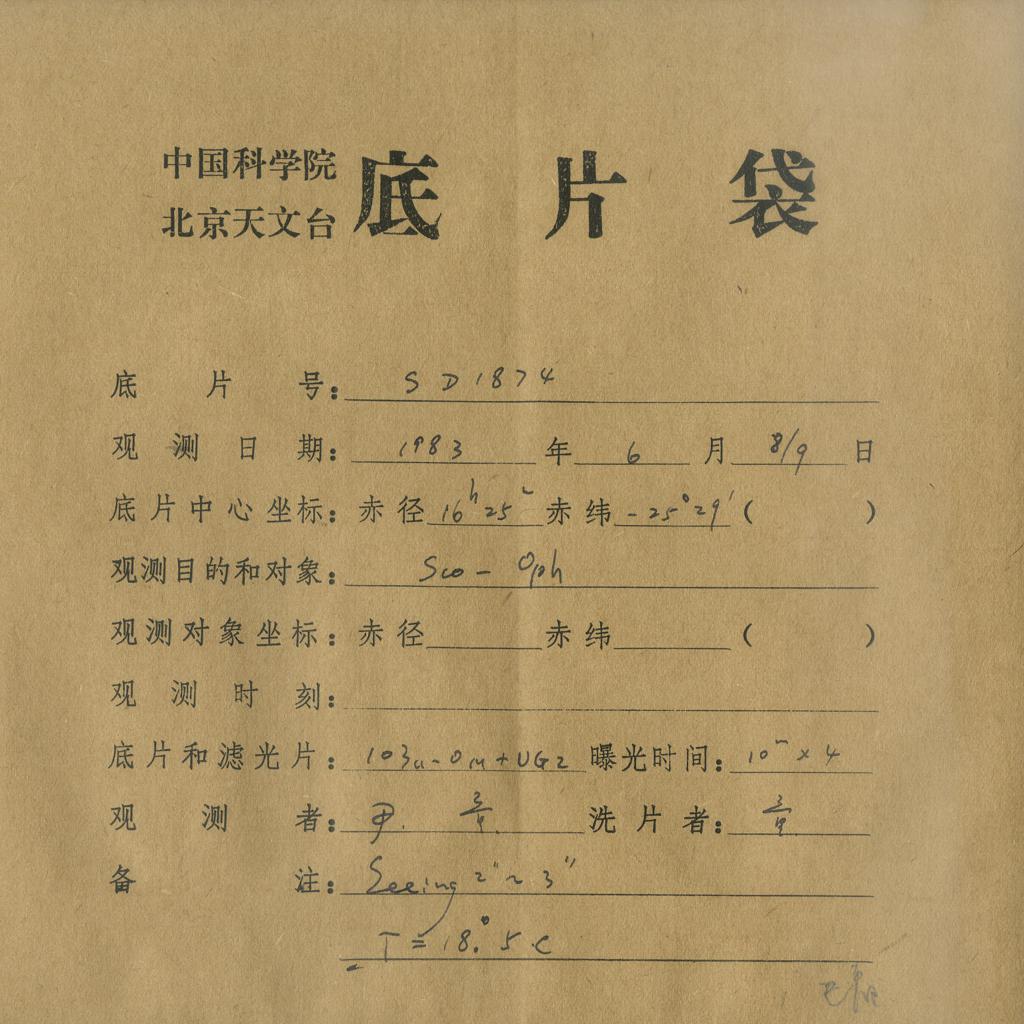 中国科学院
北京天文台
底片袋
底片号: SD1874
观测日期: 1983年6月8/9日
底片中心坐标: 赤径 16h25m 赤纬 -25°29′ ( )
观测目的和对象: Sco - Oph
观测对象坐标: 赤径 赤纬 ( )
观测时刻:
底片和滤光片: 103a-O + UG2 曝光时间: 10m × 4
观测者: 洗片者:
备注: Seeing 2″~3″
T = 18.°5 C